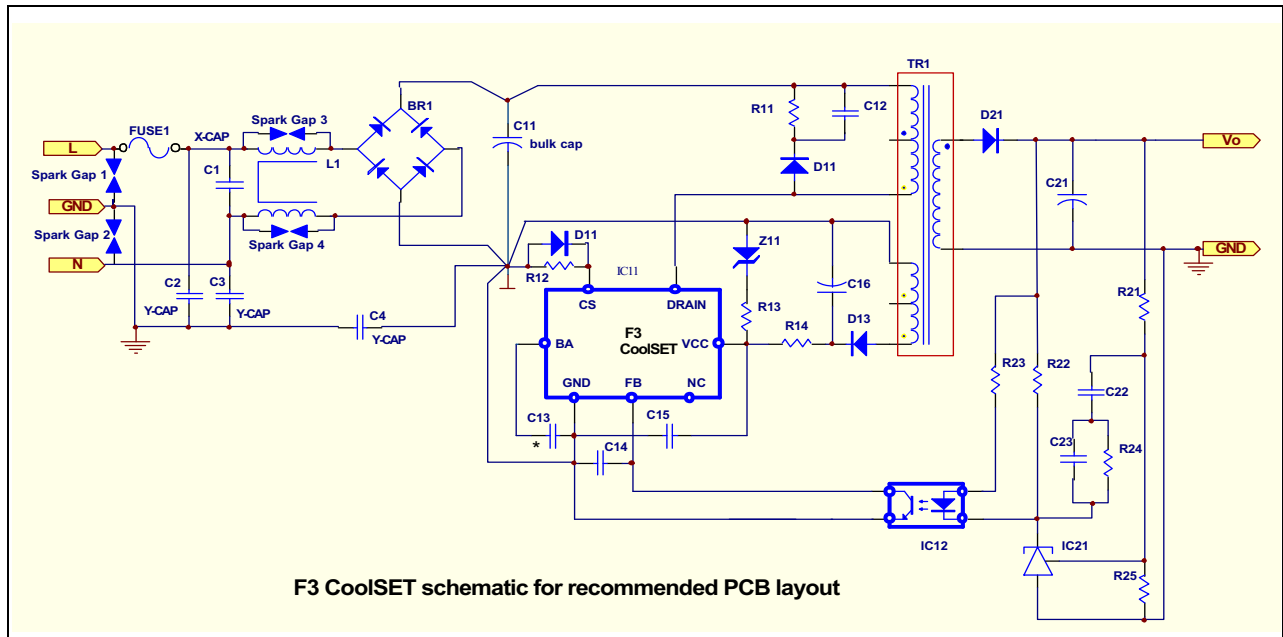 TR1
BR1
Spark Gap 3
FUSE1
X-CAP
R11
C12
D21
C11
bulk cap
L
Vo
L1
Spark Gap 1
C1
D11
C21
GND
Spark Gap 2
Spark Gap 4
D11
Z11
GND
N
R12
IC11
C2
C3
C16
R21
CS
DRAIN
Y-CAP
Y-CAP
C4
R13
Y-CAP
F3
CoolSET
R14
D13
BA
VCC
R23
R22
GND
FB
NC
C22
C13
C15
*
C14
C23
R24
IC12
IC21
R25
F3 CoolSET schematic for recommended PCB layout